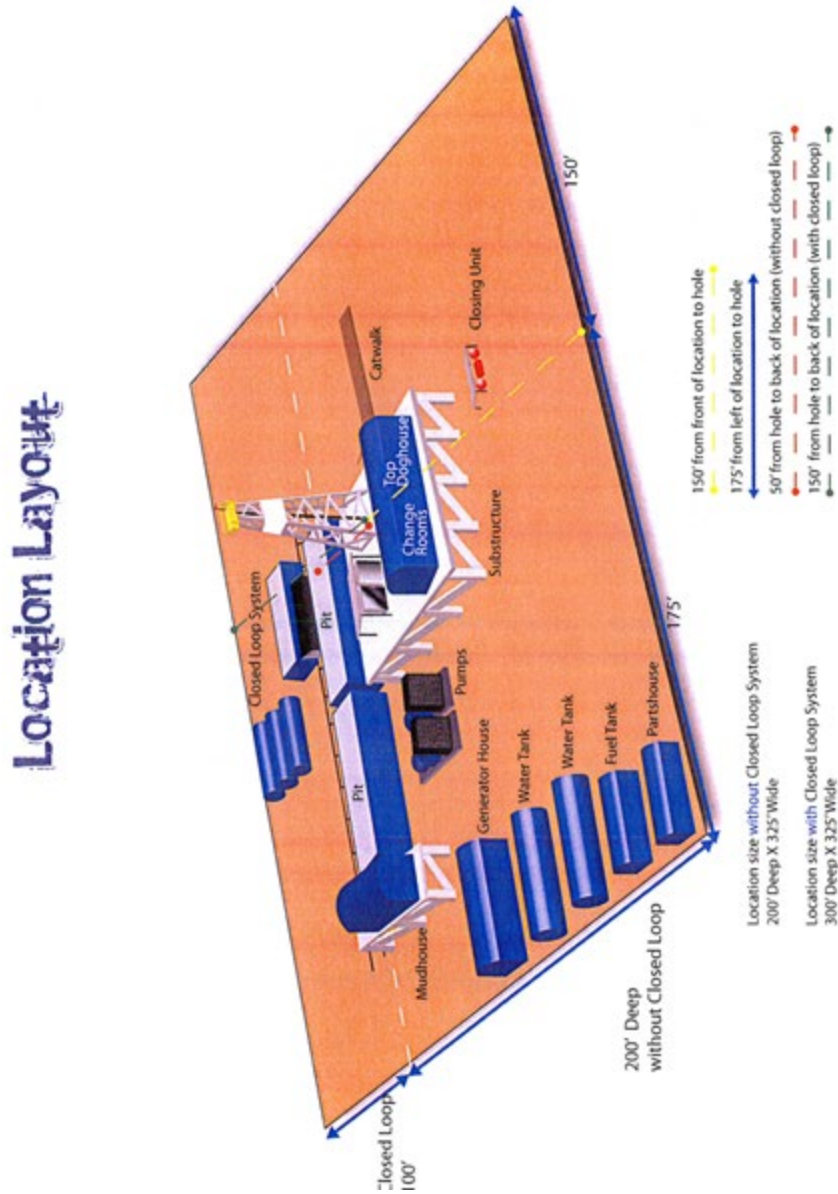 Location Layout
Closed Loop System
Pit
Pit
Catwalk
Top
Doghouse
Change
Rooms
Closing Unit
Substructure
Pumps
Mudhouse
Generator House
Water Tank
Water Tank
Fuel Tank
Partshouse
Closed Loop
100'
200' Deep
without Closed Loop
175'
150'
Location size without Closed Loop System
200' Deep X 325' Wide
Location size with Closed Loop System
300' Deep X 325' Wide
150' from front of location to hole
175' from left of location to hole
50' from hole to back of location (without closed loop)
150' from hole to back of location (with closed loop)